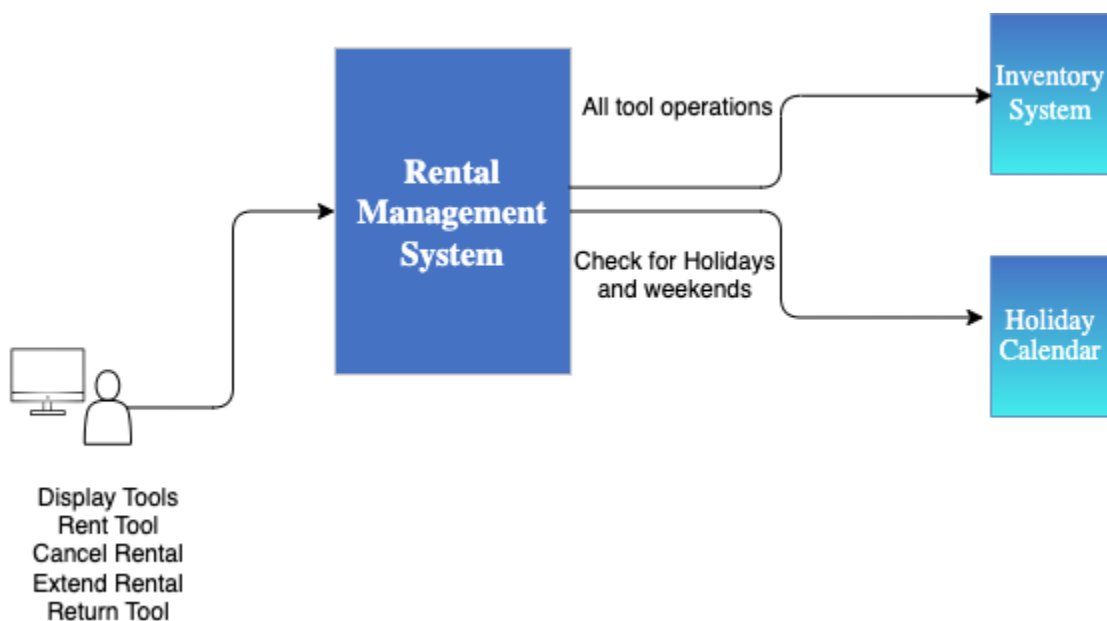 Rental
Management
System
All tool operations
Inventory
System
Check for Holidays
and weekends
Holiday
Calendar
Display Tools
Rent Tool
Cancel Rental
Extend Rental
Return Tool